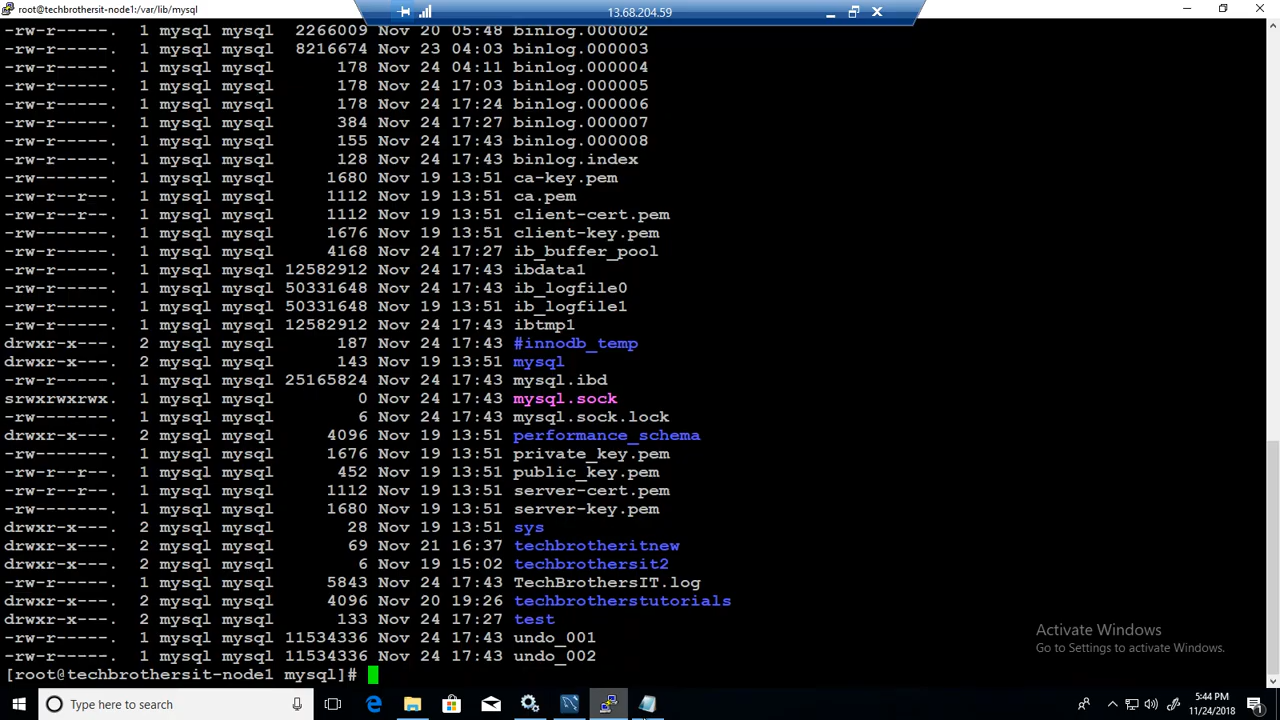 root@techbrothersit-node1:/var/lib/mysql
13.68.204.59
-rw-r-----. 1 mysql mysql 2266009 Nov 20 05:48 binlog.000002
-rw-r-----. 1 mysql mysql 8216674 Nov 23 04:03 binlog.000003
-rw-r-----. 1 mysql mysql 178 Nov 24 04:11 binlog.000004
-rw-r-----. 1 mysql mysql 178 Nov 24 17:03 binlog.000005
-rw-r-----. 1 mysql mysql 178 Nov 24 17:24 binlog.000006
-rw-r-----. 1 mysql mysql 384 Nov 24 17:27 binlog.000007
-rw-r-----. 1 mysql mysql 155 Nov 24 17:43 binlog.000008
-rw-r-----. 1 mysql mysql 128 Nov 24 17:43 binlog.index
-rw-------. 1 mysql mysql 1680 Nov 19 13:51 ca-key.pem
-rw-r--r--. 1 mysql mysql 1112 Nov 19 13:51 ca.pem
-rw-r--r--. 1 mysql mysql 1112 Nov 19 13:51 client-cert.pem
-rw-------. 1 mysql mysql 1676 Nov 19 13:51 client-key.pem
-rw-r-----. 1 mysql mysql 4168 Nov 24 17:27 ib_buffer_pool
-rw-r-----. 1 mysql mysql 12582912 Nov 24 17:43 ibdata1
-rw-r-----. 1 mysql mysql 50331648 Nov 24 17:43 ib_logfile0
-rw-r-----. 1 mysql mysql 50331648 Nov 19 13:51 ib_logfile1
-rw-r-----. 1 mysql mysql 12582912 Nov 24 17:43 ibtmp1
drwxr-x---. 2 mysql mysql 187 Nov 24 17:43 #innodb_temp
drwxr-x---. 2 mysql mysql 143 Nov 19 13:51 mysql
-rw-r-----. 1 mysql mysql 25165824 Nov 24 17:43 mysql.ibd
srwxrwxrwx. 1 mysql mysql 0 Nov 24 17:43 mysql.sock
-rw-------. 1 mysql mysql 6 Nov 24 17:43 mysql.sock.lock
drwxr-x---. 2 mysql mysql 4096 Nov 19 13:51 performance_schema
-rw-------. 1 mysql mysql 1676 Nov 19 13:51 private_key.pem
-rw-r--r--. 1 mysql mysql 452 Nov 19 13:51 public_key.pem
-rw-r--r--. 1 mysql mysql 1112 Nov 19 13:51 server-cert.pem
-rw-------. 1 mysql mysql 1680 Nov 19 13:51 server-key.pem
drwxr-x---. 2 mysql mysql 28 Nov 19 13:51 sys
drwxr-x---. 2 mysql mysql 69 Nov 21 16:37 techbrotheritnew
drwxr-x---. 2 mysql mysql 6 Nov 19 15:02 techbrothersit2
-rw-r-----. 1 mysql mysql 5843 Nov 24 17:43 TechBrothersIT.log
drwxr-x---. 2 mysql mysql 4096 Nov 20 19:26 techbrotherstutorials
drwxr-x---. 2 mysql mysql 133 Nov 24 17:27 test
-rw-r-----. 1 mysql mysql 11534336 Nov 24 17:43 undo_001
-rw-r-----. 1 mysql mysql 11534336 Nov 24 17:43 undo_002
[root@techbrothersit-node1 mysql]#
Activate Windows
Go to Settings to activate Windows.
Type here to search
5:44 PM
11/24/2018
1